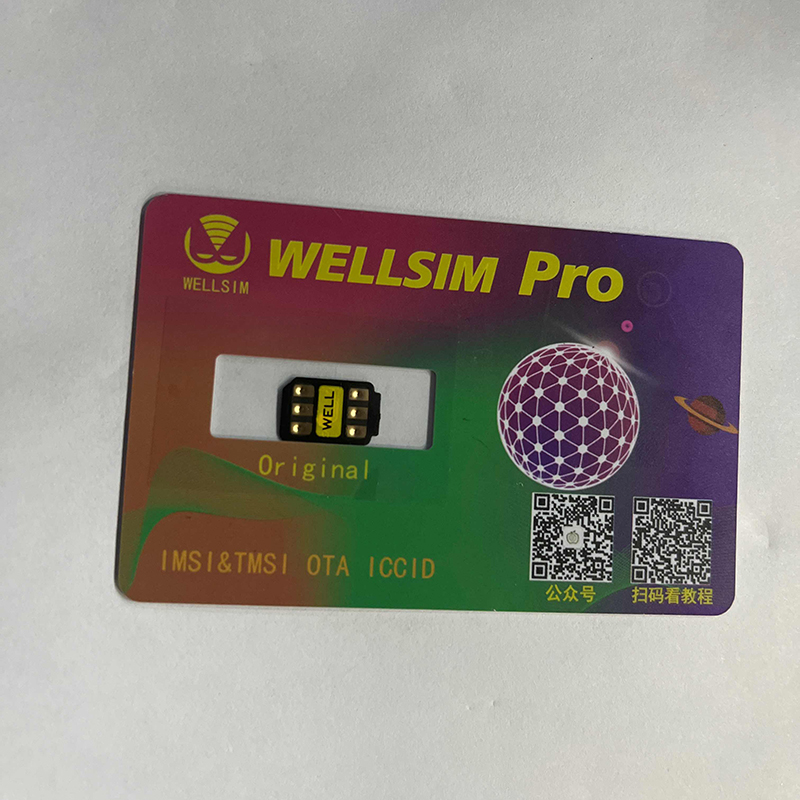 WELLSIM
WELLSIM Pro
WELL
Original
IMSI&TMSI OTA ICCID
公众号
扫码看教程